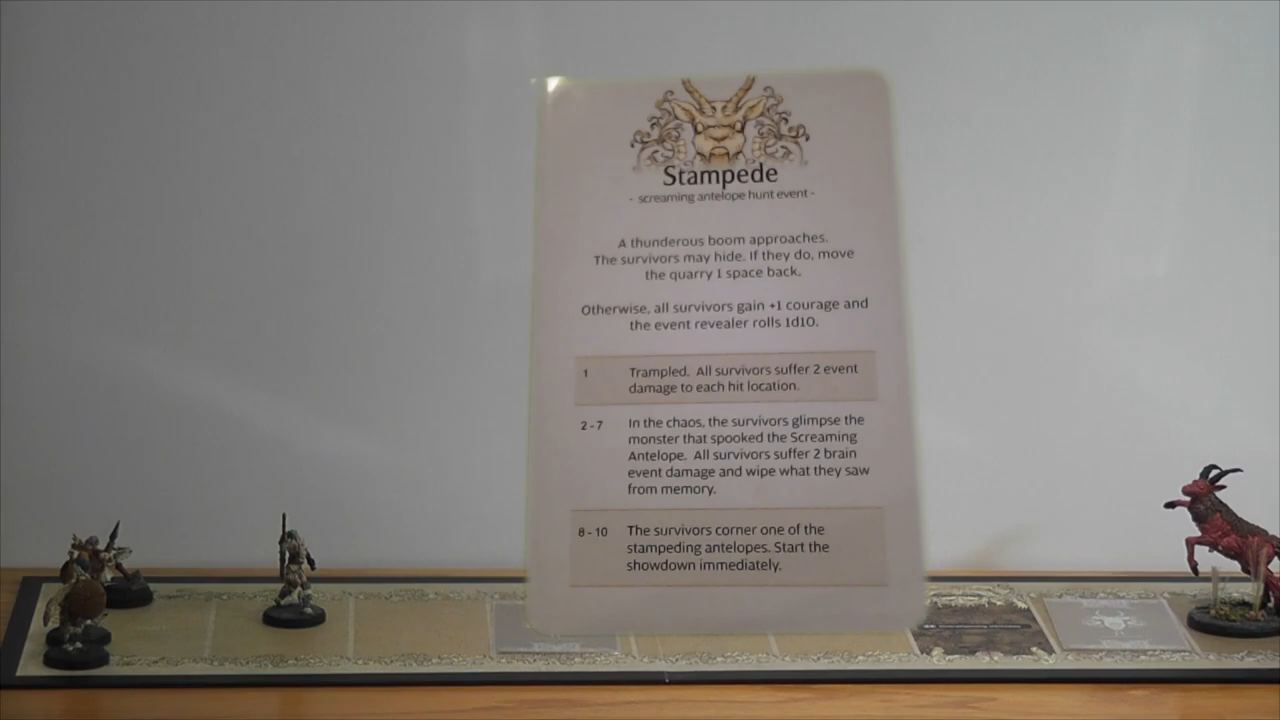 Stampede
- screaming antelope hunt event -
A thunderous boom approaches.
The survivors may hide. If they do, move
the quarry 1 space back.
Otherwise, all survivors gain +1 courage and
the event revealer rolls 1d10.
1 Trampled. All survivors suffer 2 event
damage to each hit location.
2 - 7 In the chaos, the survivors glimpse the
monster that spooked the Screaming
Antelope. All survivors suffer 2 brain
event damage and wipe what they saw
from memory.
8 - 10 The survivors corner one of the
stampeding antelopes. Start the
showdown immediately.